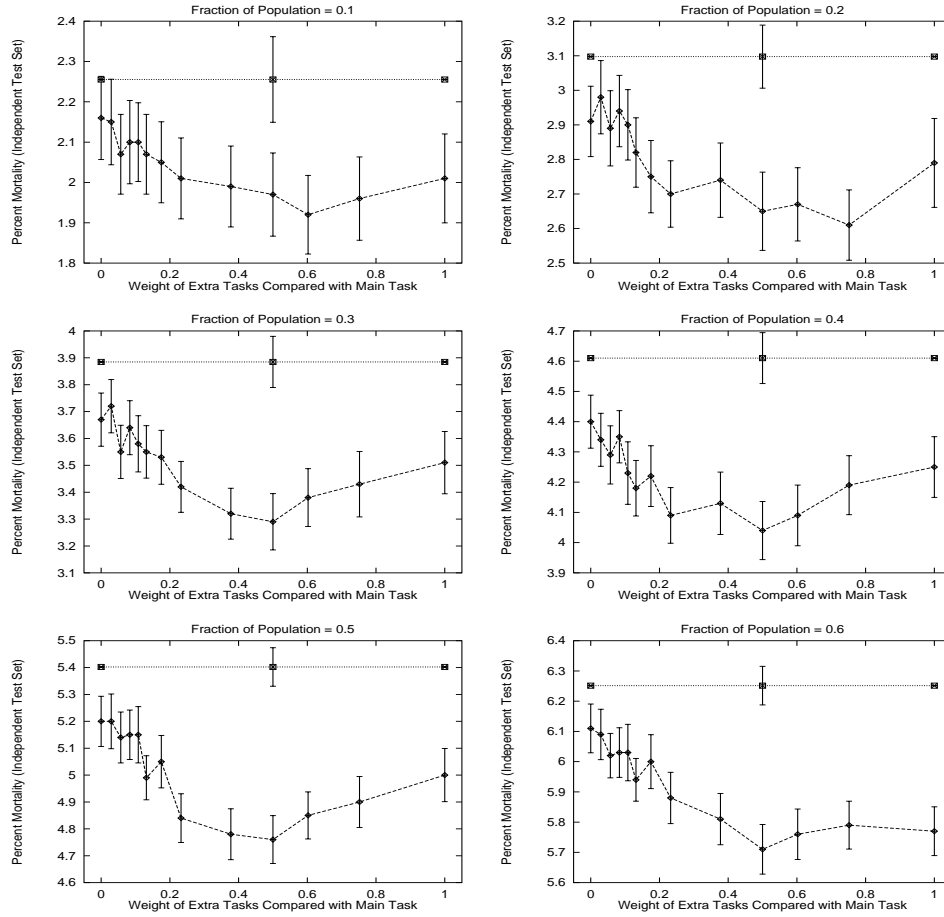 Fraction of Population = 0.1
Percent Mortality (Independent Test Set)
2.4
2.3
2.2
2.1
2
1.9
1.8
0 0.2 0.4 0.6 0.8 1
Weight of Extra Tasks Compared with Main Task
Fraction of Population = 0.2
Percent Mortality (Independent Test Set)
3.2
3.1
3
2.9
2.8
2.7
2.6
2.5
0 0.2 0.4 0.6 0.8 1
Weight of Extra Tasks Compared with Main Task
Fraction of Population = 0.3
Percent Mortality (Independent Test Set)
4
3.9
3.8
3.7
3.6
3.5
3.4
3.3
3.2
3.1
0 0.2 0.4 0.6 0.8 1
Weight of Extra Tasks Compared with Main Task
Fraction of Population = 0.4
Percent Mortality (Independent Test Set)
4.7
4.6
4.5
4.4
4.3
4.2
4.1
4
3.9
0 0.2 0.4 0.6 0.8 1
Weight of Extra Tasks Compared with Main Task
Fraction of Population = 0.5
Percent Mortality (Independent Test Set)
5.5
5.4
5.3
5.2
5.1
5
4.9
4.8
4.7
4.6
0 0.2 0.4 0.6 0.8 1
Weight of Extra Tasks Compared with Main Task
Fraction of Population = 0.6
Percent Mortality (Independent Test Set)
6.4
6.3
6.2
6.1
6
5.9
5.8
5.7
5.6
0 0.2 0.4 0.6 0.8 1
Weight of Extra Tasks Compared with Main Task